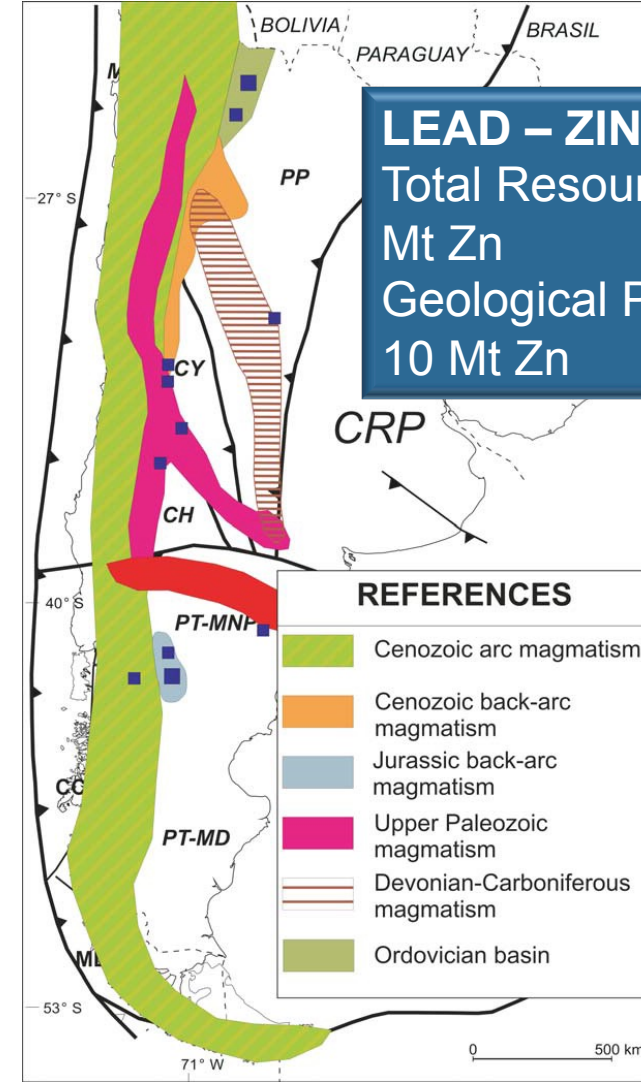 BOLIVIA
BRASIL
PARAGUAY
LEAD – ZIN
Total Resour
Mt Zn
Geological P
10 Mt Zn
PP
27° S
CY
CRP
CH
40° S
PT-MNP
REFERENCES
Cenozoic arc magmatism
Cenozoic back-arc
magmatism
Jurassic back-arc
magmatism
Upper Paleozoic
magmatism
Devonian-Carboniferous
magmatism
Ordovician basin
CC
PT-MD
53° S
71° W
0 500 km